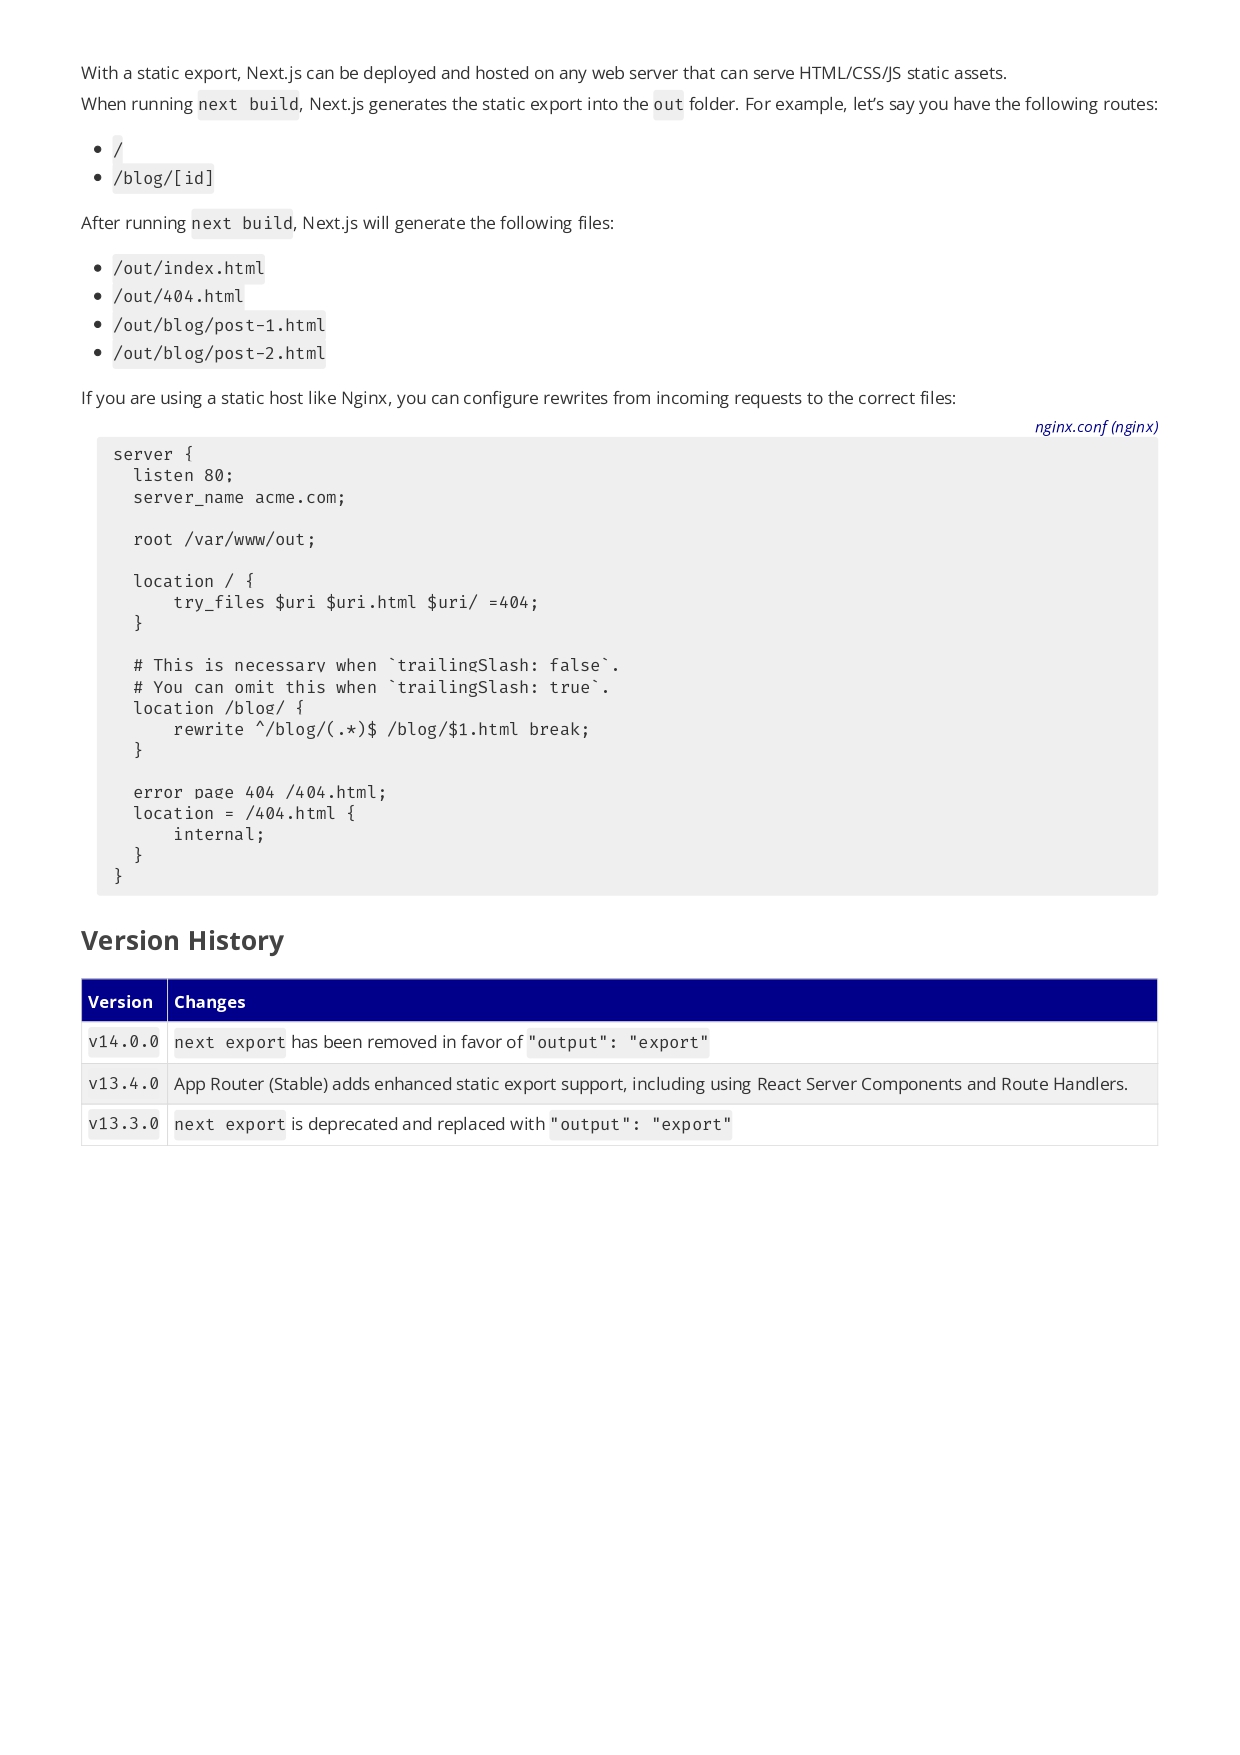 With a static export, Next.js can be deployed and hosted on any web server that can serve HTML/CSS/JS static assets.
When running next build, Next.js generates the static export into the out folder. For example, let’s say you have the following routes:
/
/blog/[id]
After running next build, Next.js will generate the following files:
/out/index.html
/out/404.html
/out/blog/post-1.html
/out/blog/post-2.html
If you are using a static host like Nginx, you can configure rewrites from incoming requests to the correct files:
nginx.conf (nginx)
server {
  listen 80;
  server_name acme.com;

  root /var/www/out;

  location / {
      try_files $uri $uri.html $uri/ =404;
  }

  # This is necessary when `trailingSlash: false`.
  # You can omit this when `trailingSlash: true`.
  location /blog/ {
      rewrite ^/blog/(.*)$ /blog/$1.html break;
  }

  error_page 404 /404.html;
  location = /404.html {
      internal;
  }
}
Version History
Version Changes
v14.0.0 next export has been removed in favor of "output": "export"
v13.4.0 App Router (Stable) adds enhanced static export support, including using React Server Components and Route Handlers.
v13.3.0 next export is deprecated and replaced with "output": "export"